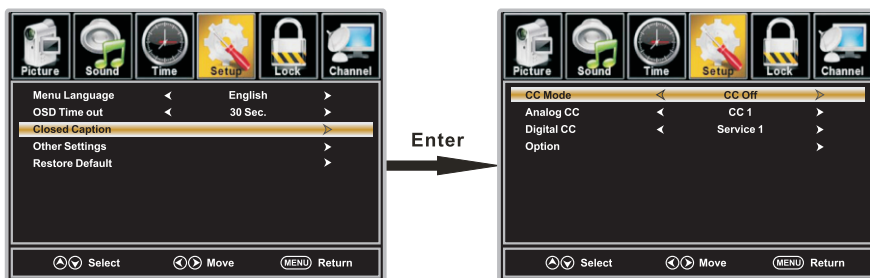 Picture Sound Time Setup Lock Channel
Menu Language English
OSD Time out 30 Sec.
Closed Caption
Other Settings
Restore Default
Select Move MENU Return
Enter
Picture Sound Time Setup Lock Channel
CC Mode CC Off
Analog CC CC 1
Digital CC Service 1
Option
Select Move MENU Return